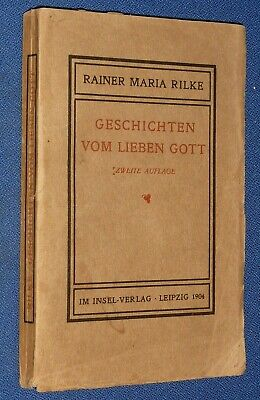 RAINER MARIA RILKE
GESCHICHTEN
VOM LIEBEN GOTT
ZWEITE AUFLAGE
IM INSEL-VERLAG · LEIPZIG 1904